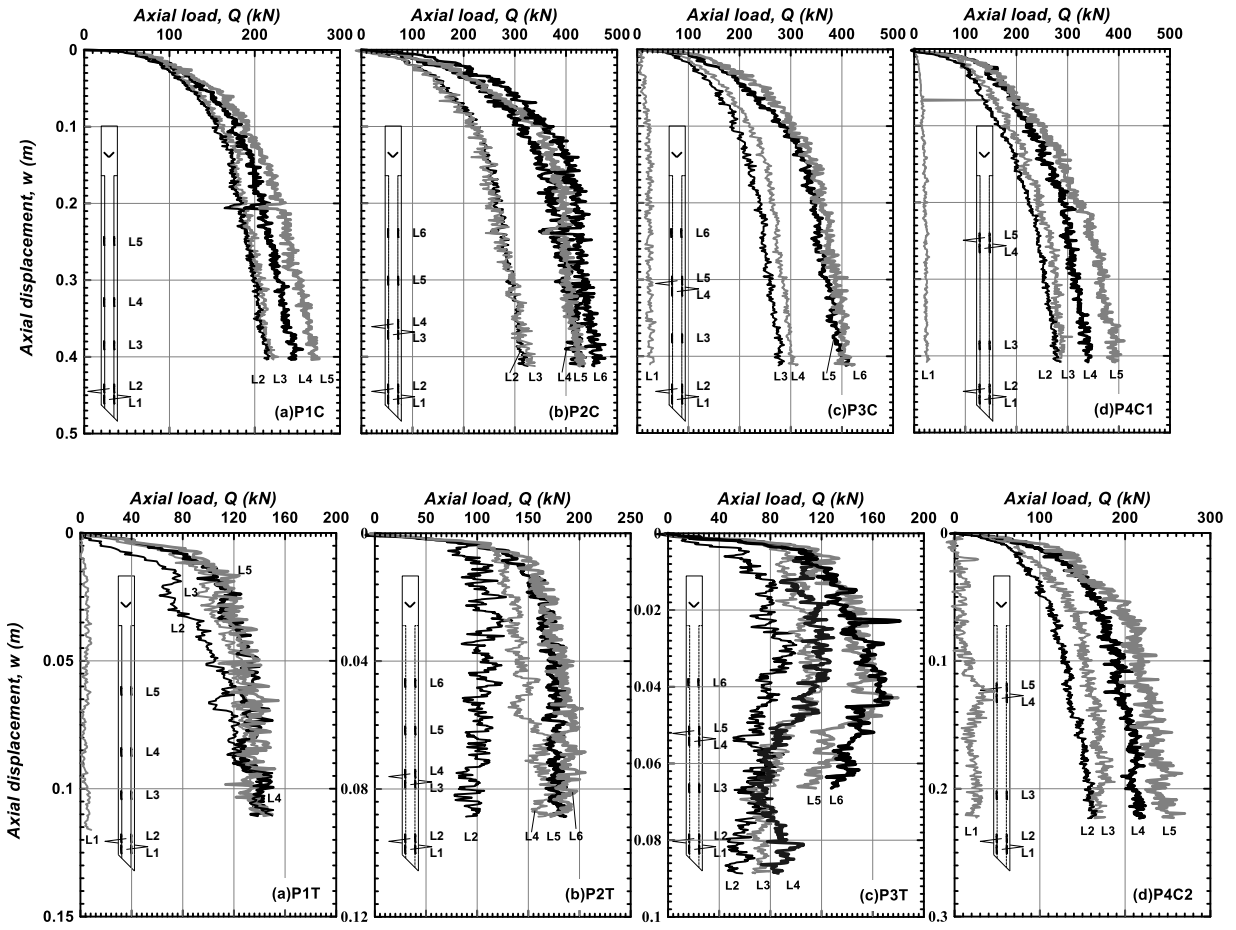 Axial load, Q (kN) Axial load, Q (kN) Axial load, Q (kN) Axial load, Q (kN)
0 100 200 300 0 100 200 300 400 500 0 100 200 300 400 500 0 100 200 300 400 500
Axial displacement, w (m)
0
0.1
0.2
0.3
0.4
0.5
L5
L4
L3
L2
L1
L2 L3 L4 L5
(a)P1C
L6
L5
L4
L3
L2
L1
L2 L3 L4 L5 L6
(b)P2C
L6
L5
L4
L3
L2
L1
L1 L3 L4 L5 L6
(c)P3C
L5
L4
L3
L2
L1
L1 L2 L3 L4 L5
(d)P4C1
Axial load, Q (kN) Axial load, Q (kN) Axial load, Q (kN) Axial load, Q (kN)
0 40 80 120 160 200 0 50 100 150 200 250 0 40 80 120 160 200 0 100 200 300
Axial displacement, w (m)
0
0.05
0.1
0.15
L5
L3
L2
L5
L4
L3
L4
L1
L2
L1
(a)P1T
0
0.04
0.08
0.12
L6
L5
L4
L3
L2
L1
L2 L4 L5 L6
(b)P2T
0
0.02
0.04
0.06
0.08
0.1
L6
L5
L4
L3
L5 L6
L2
L1
L2 L3 L4
(c)P3T
0
0.1
0.2
0.3
L5
L4
L3
L1 L2 L3 L4 L5
L2
L1
(d)P4C2